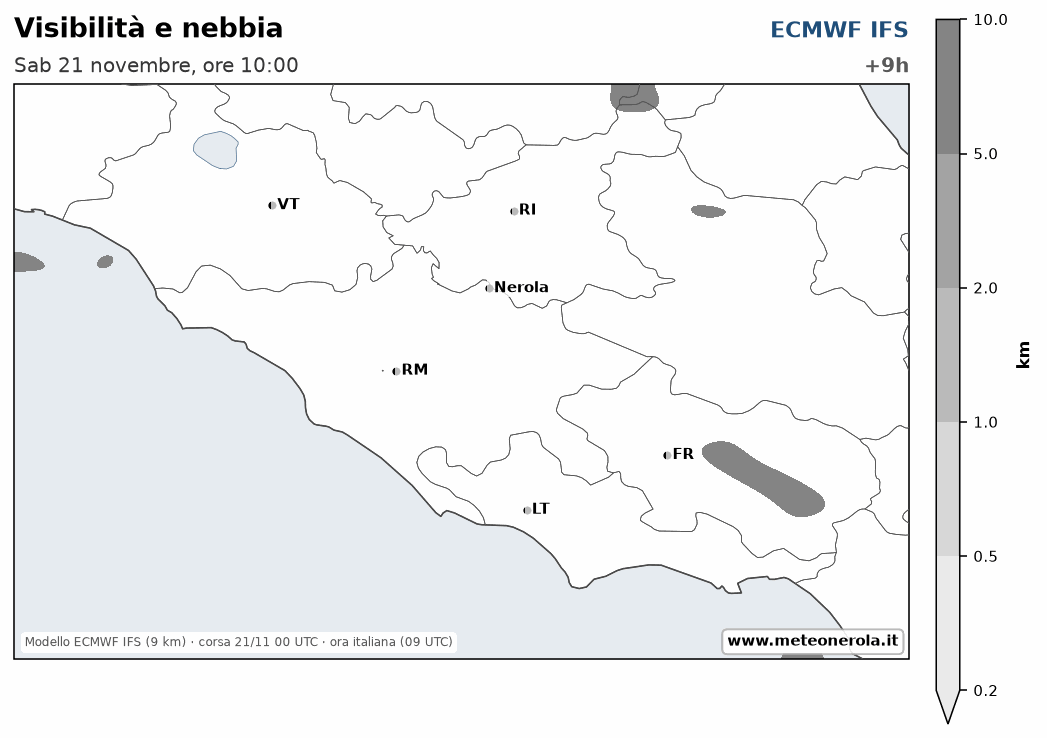 Visibilità e nebbia
ECMWF IFS
Sab 21 novembre, ore 10:00
+9h
10.0
5.0
2.0
1.0
0.5
0.2
km
VT
RI
Nerola
RM
FR
LT
Modello ECMWF IFS (9 km) · corsa 21/11 00 UTC · ora italiana (09 UTC)
www.meteonerola.it